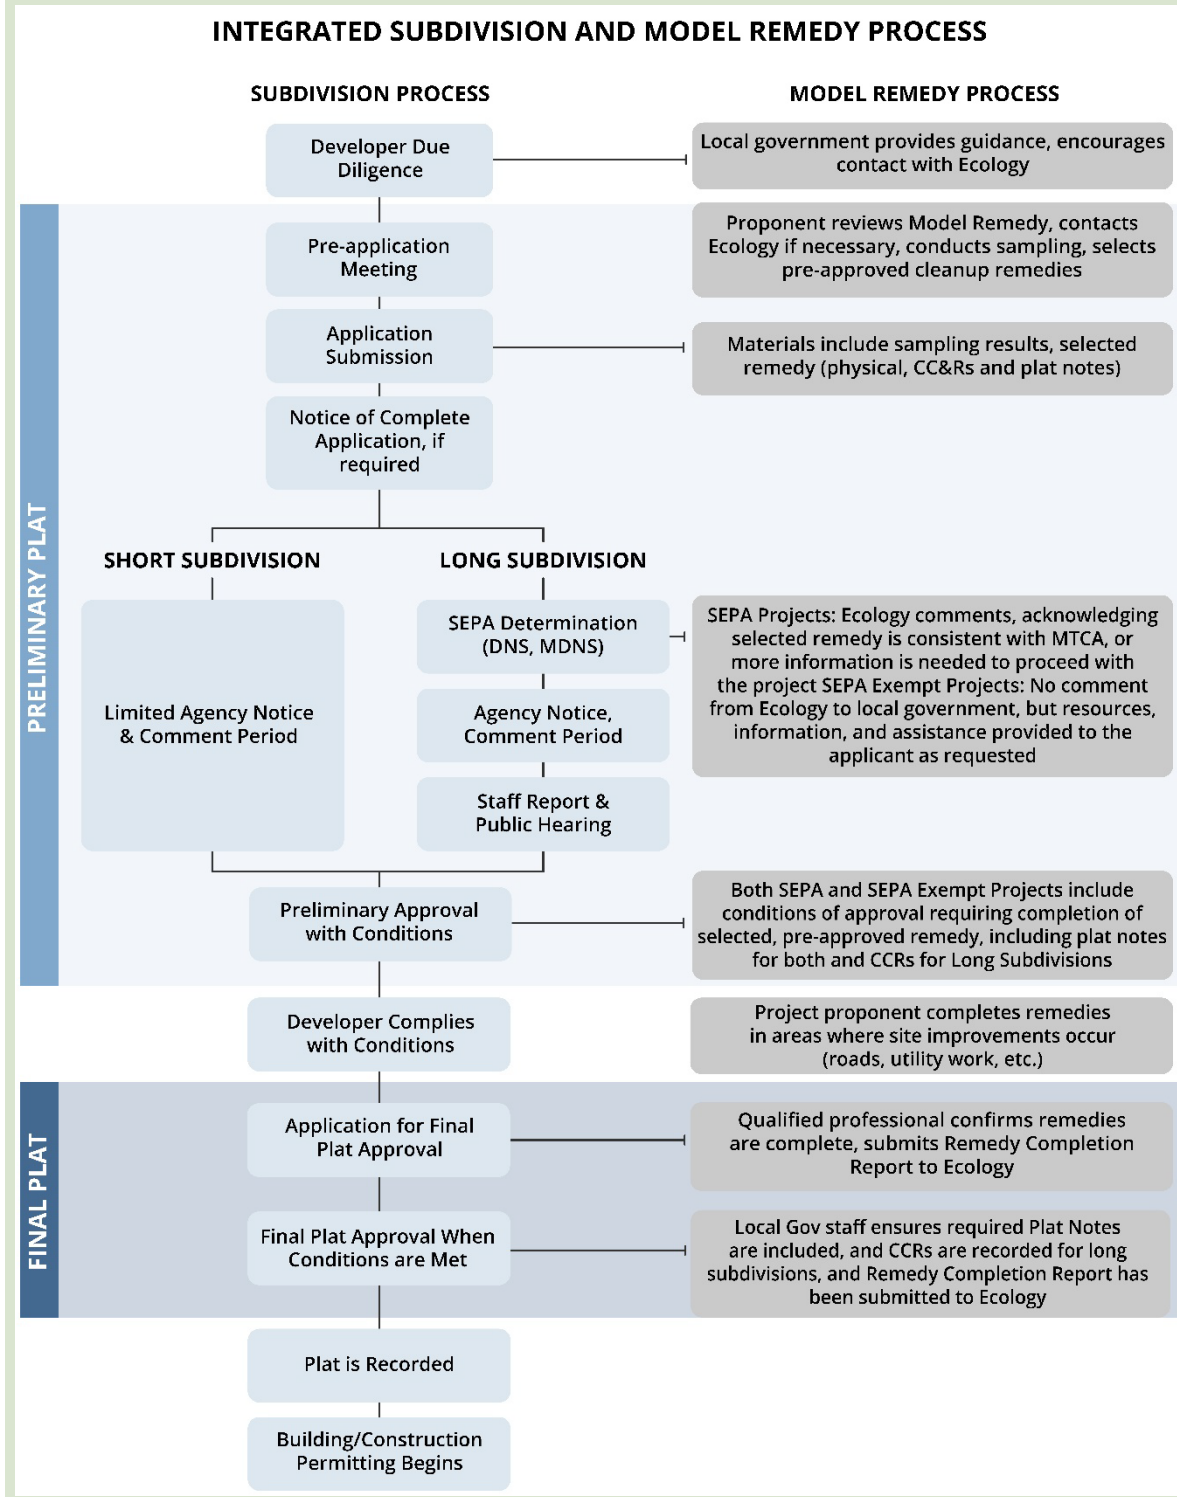 INTEGRATED SUBDIVISION AND MODEL REMEDY PROCESS
SUBDIVISION PROCESS
MODEL REMEDY PROCESS
Developer Due
Diligence
Local government provides guidance, encourages
contact with Ecology
PRELIMINARY PLAT
Pre-application
Meeting
Proponent reviews Model Remedy, contacts
Ecology if necessary, conducts sampling, selects
pre-approved cleanup remedies
Application
Submission
Materials include sampling results, selected
remedy (physical, CC&Rs and plat notes)
Notice of Complete
Application, if
required
SHORT SUBDIVISION
LONG SUBDIVISION
Limited Agency Notice
& Comment Period
SEPA Determination
(DNS, MDNS)
Agency Notice,
Comment Period
Staff Report &
Public Hearing
SEPA Projects: Ecology comments, acknowledging
selected remedy is consistent with MTCA, or
more information is needed to proceed with
the project SEPA Exempt Projects: No comment
from Ecology to local government, but resources,
information, and assistance provided to the
applicant as requested
Preliminary Approval
with Conditions
Both SEPA and SEPA Exempt Projects include
conditions of approval requiring completion of
selected, pre-approved remedy, including plat notes
for both and CCRs for Long Subdivisions
Developer Complies
with Conditions
Project proponent completes remedies
in areas where site improvements occur
(roads, utility work, etc.)
FINAL PLAT
Application for Final
Plat Approval
Qualified professional confirms remedies
are complete, submits Remedy Completion
Report to Ecology
Final Plat Approval When
Conditions are Met
Local Gov staff ensures required Plat Notes
are included, and CCRs are recorded for long
subdivisions, and Remedy Completion Report has
been submitted to Ecology
Plat is Recorded
Building/Construction
Permitting Begins